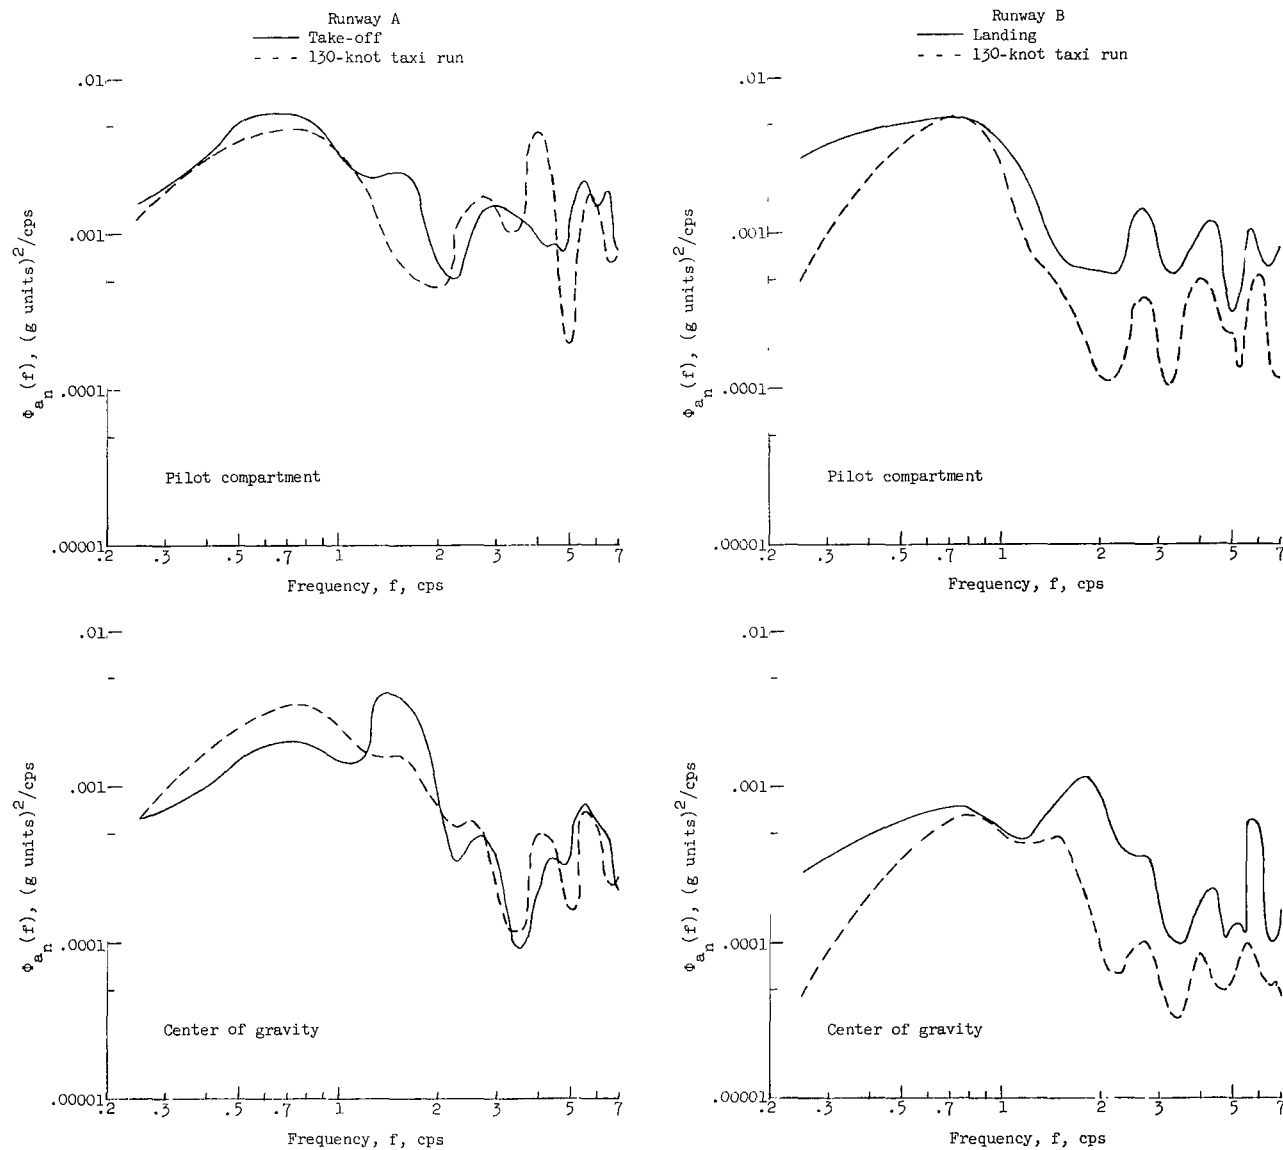 Runway A
Take-off
130-knot taxi run
.01
.001
.0001
.00001
Φan(f), (g units)2/cps
Pilot compartment
.2 .3 .5 .7 1 2 3 5 7
Frequency, f, cps
Runway B
Landing
130-knot taxi run
.01
.001
.0001
.00001
Φan(f), (g units)2/cps
Pilot compartment
.2 .3 .5 .7 1 2 3 5 7
Frequency, f, cps
.01
.001
.0001
.00001
Φan(f), (g units)2/cps
Center of gravity
.2 .3 .5 .7 1 2 3 5 7
Frequency, f, cps
.01
.001
.0001
.00001
Φan(f), (g units)2/cps
Center of gravity
.2 .3 .5 .7 1 2 3 5 7
Frequency, f, cps